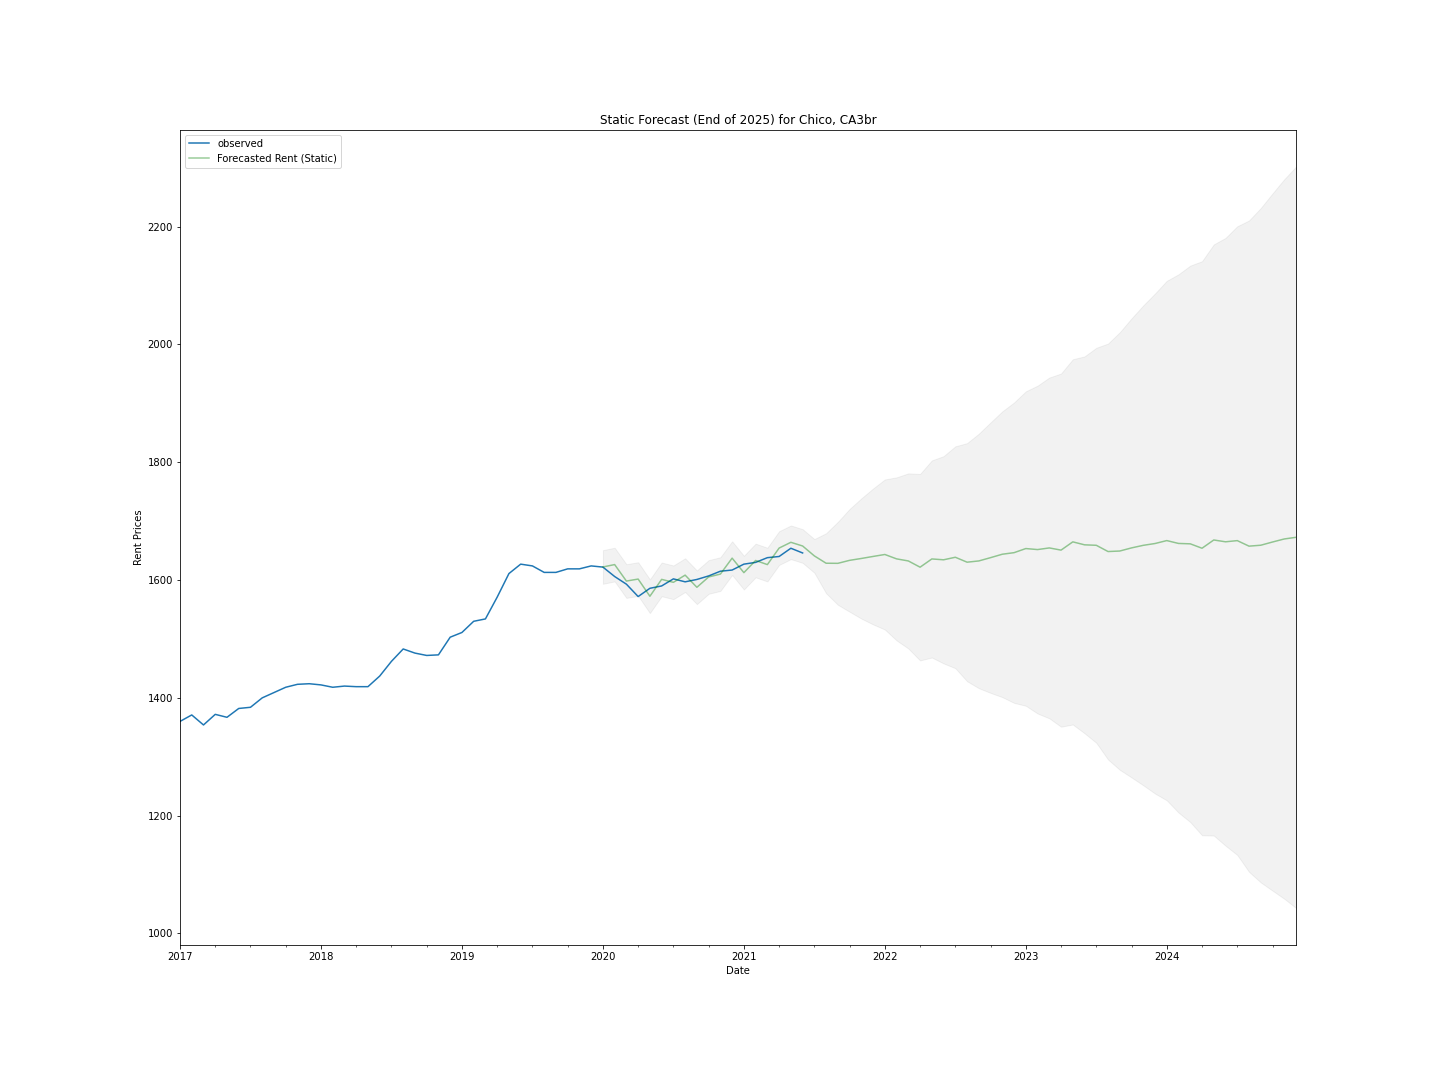 Static Forecast (End of 2025) for Chico, CA3br
observed
Forecasted Rent (Static)
2200
2000
1800
1600
1400
1200
1000
Rent Prices
2017 2018 2019 2020 2021 2022 2023 2024
Date